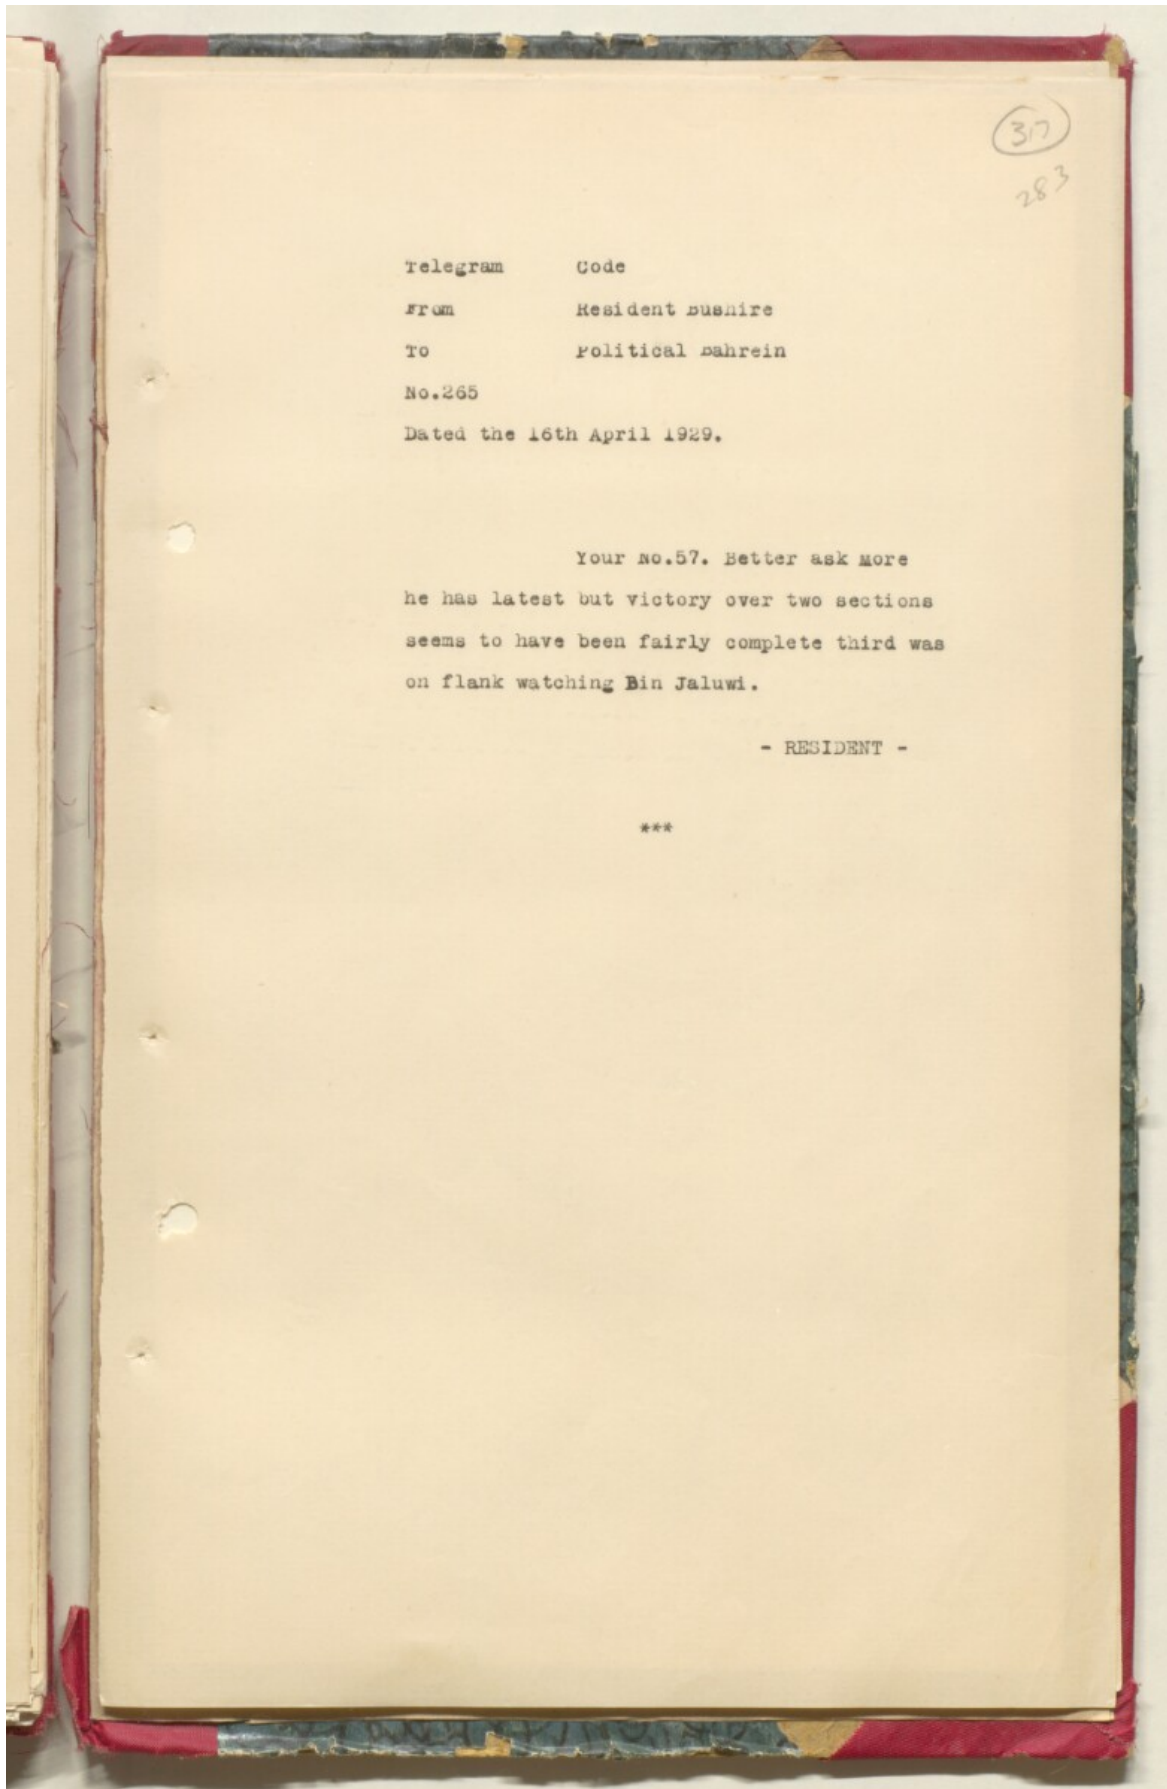 317
283
Telegram Code
From Resident Bushire
To Political Bahrein
No.265
Dated the 16th April 1929.
Your No.57. Better ask More
he has latest but victory over two sections
seems to have been fairly complete third was
on flank watching Bin Jaluwi.
- RESIDENT -
***